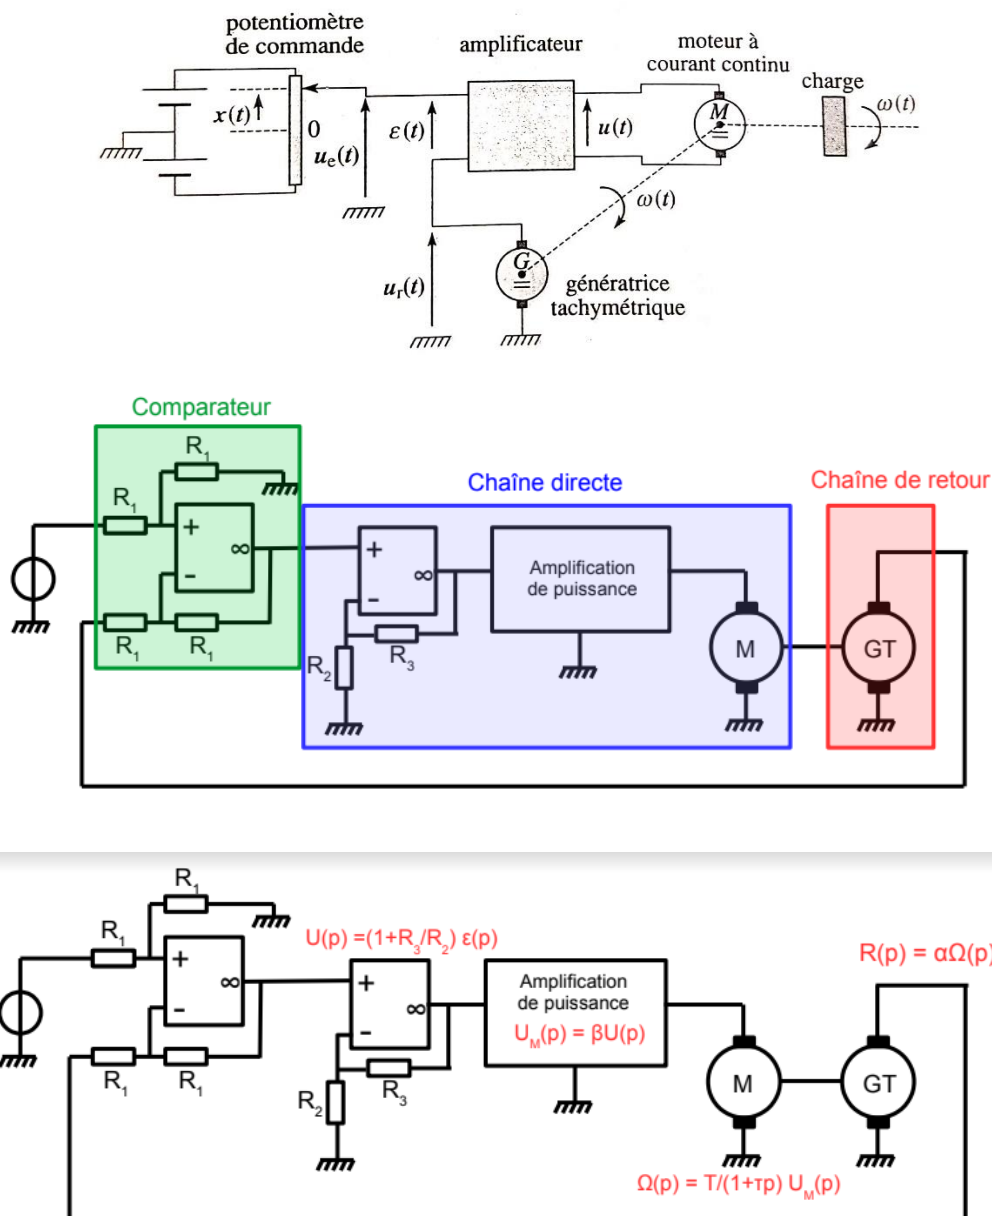 potentiomètre
de commande
amplificateur
moteur à
courant continu
charge
x(t)
0
u_e(t)
ε(t)
u(t)
M
ω(t)
ω(t)
u_r(t)
G
génératrice
tachymétrique
Comparateur
Chaîne directe
Chaîne de retour
R₁
R₁
+
∞
-
R₁
R₁
+
∞
-
R₂
R₃
Amplification
de puissance
M
GT
R₁
R₁
+
∞
-
R₁
R₁
U(p) =(1+R₃/R₂) ε(p)
+
∞
-
R₂
R₃
Amplification
de puissance
U_M(p) = βU(p)
R(p) = αΩ(p)
M
GT
Ω(p) = T/(1+τp) U_M(p)